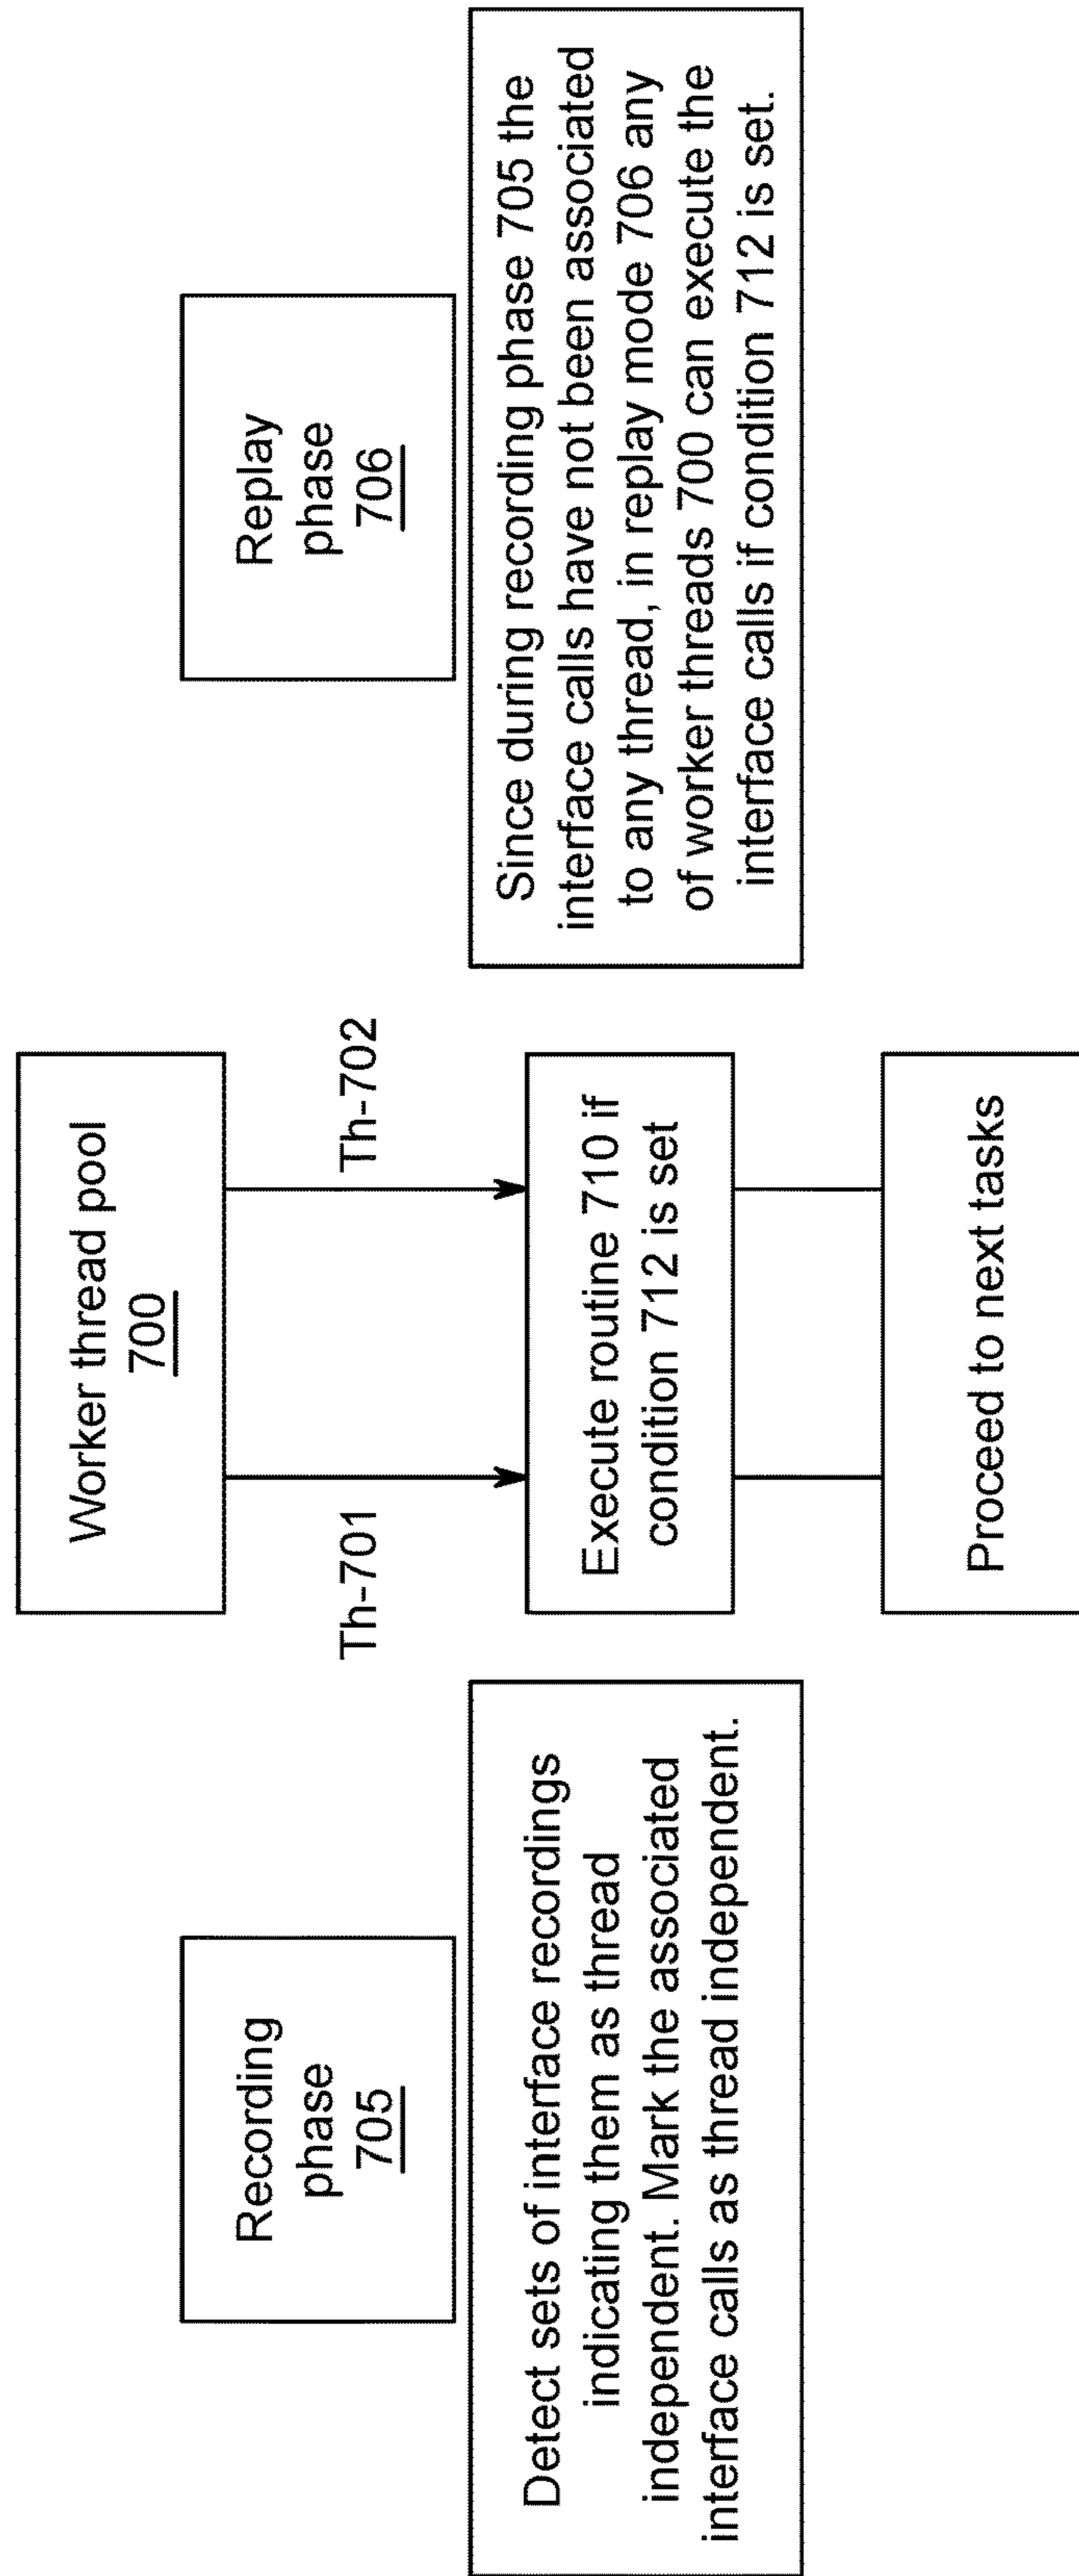 Recording
phase
705
Detect sets of interface recordings
indicating them as thread
independent. Mark the associated
interface calls as thread independent.
Worker thread pool
700
Th-701
Th-702
Execute routine 710 if
condition 712 is set
Proceed to next tasks
Replay
phase
706
Since during recording phase 705 the
interface calls have not been associated
to any thread, in replay mode 706 any
of worker threads 700 can execute the
interface calls if condition 712 is set.